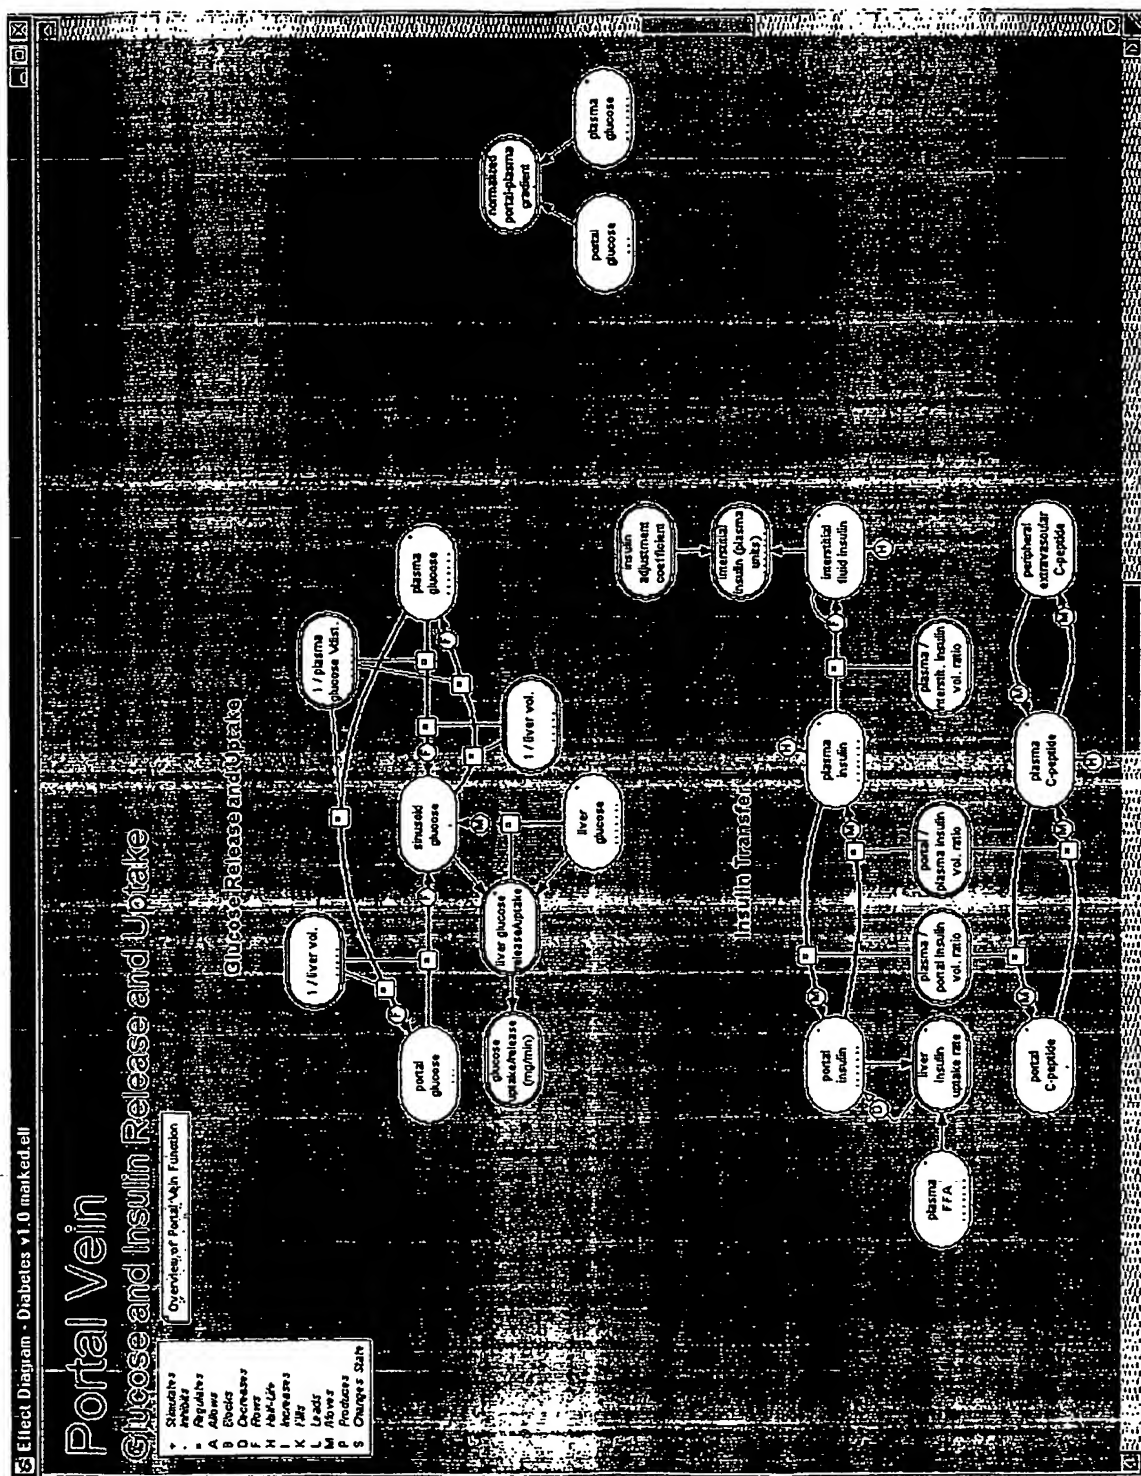 Effect Diagram - Diabetes v1.0 marked.ell
Portal Vein
Glucose and Insulin Release and Uptake
+ Stimulates
- Inhibits
= Regulates
A Allows
B Blocks
D Decreases
F Flows
H Half-Life
I Increases
K Kills
L Leads
M Moves
P Produces
S Changes State
Overview of Portal Vein Function
Glucose Release and Uptake
1 / liver vol.
1 / plasma
glucose Vdist.
portal
glucose
sinusoid
glucose
plasma
glucose
glucose
uptake/release
(mg/min)
liver glucose
release/uptake
1 / liver vol.
liver
glucose
normalized
portal-plasma
gradient
portal
glucose
plasma
glucose
Insulin Transfer
insulin
adjustment
coefficient
interstitial
insulin (plasma
units)
portal
insulin
plasma
insulin
interstitial
fluid insulin
plasma
FFA
liver
insulin
uptake rate
plasma /
portal insulin
vol. ratio
portal /
plasma insulin
vol. ratio
plasma /
interstit. insulin
vol. ratio
portal
C-peptide
plasma
C-peptide
peripheral
extravascular
C-peptide